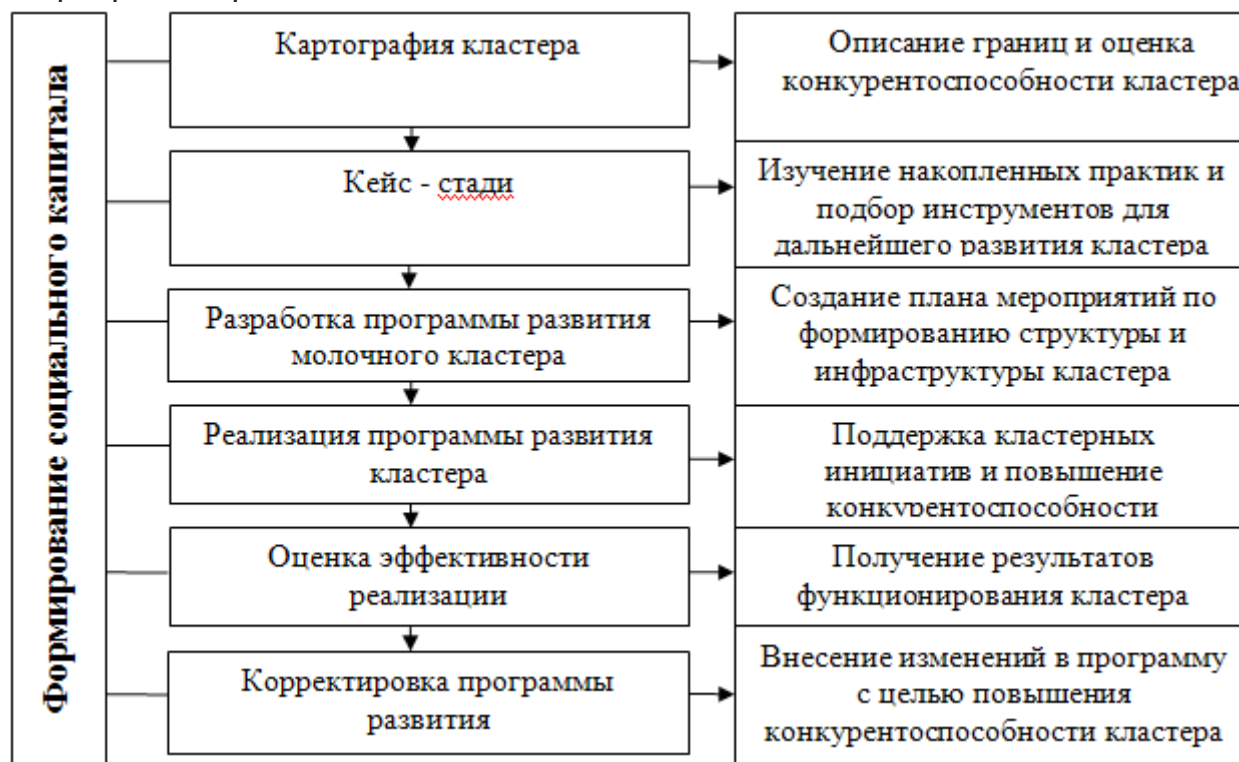 Формирование социального капитала
Картография кластера
Описание границ и оценка
конкурентоспособности кластера
Кейс - стади
Изучение накопленных практик и
подбор инструментов для
дальнейшего развития кластера
Разработка программы развития
молочного кластера
Создание плана мероприятий по
формированию структуры и
инфраструктуры кластера
Реализация программы развития
кластера
Поддержка кластерных
инициатив и повышение
конкурентоспособности
Оценка эффективности
реализации
Получение результатов
функционирования кластера
Корректировка программы
развития
Внесение изменений в программу
с целью повышения
конкурентоспособности кластера